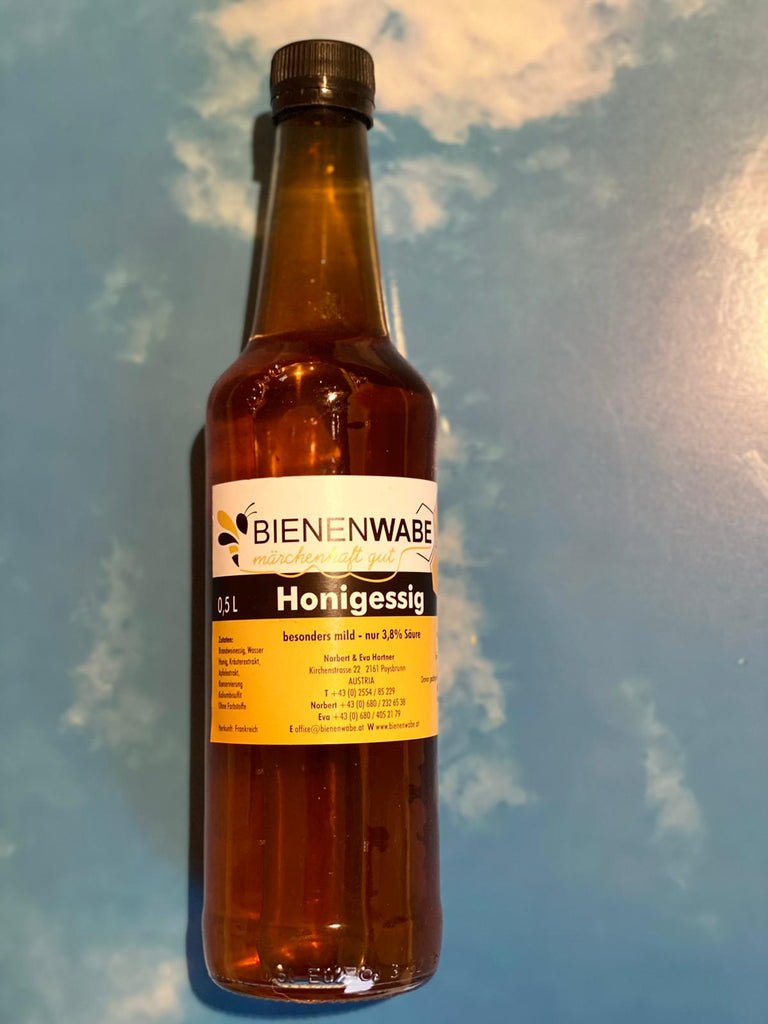 BIENENWABE
märchenhaft gut
0,5 L Honigessig
besonders mild - nur 3,8% Säure
Zutaten:
Brandweinessig, Wasser
Honig, Kräuterextrakt,
Apfelextrakt,
Konservierung
Kaliumbisulfit
Ohne Farbstoffe
Herkunft: Frankreich
Norbert & Eva Hartner
Kirchenstrasse 22 2161 Poysbrunn
AUSTRIA
T +43 (0) 2554 / 85 229
Norbert +43 (0) 680 / 232 65 38
Eva +43 (0) 680 / 405 21 79
E office@bienenwabe.at W www.bienenwabe.at